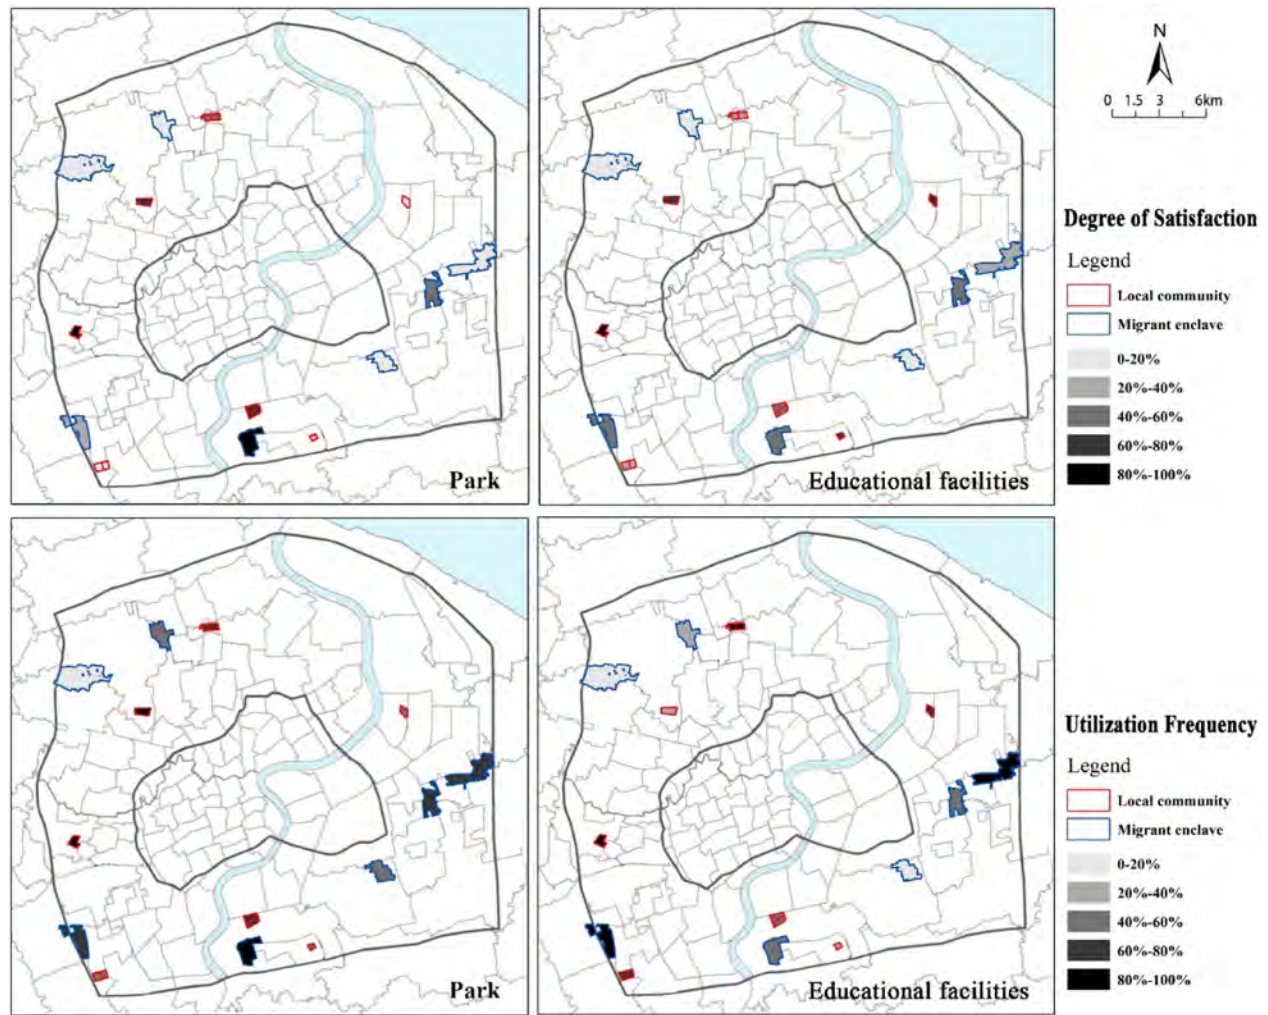 N
0 1.5 3 6km
Degree of Satisfaction
Legend
Local community
Migrant enclave
0-20%
20%-40%
40%-60%
60%-80%
80%-100%
Park
Educational facilities
Utilization Frequency
Legend
Local community
Migrant enclave
0-20%
20%-40%
40%-60%
60%-80%
80%-100%
Park
Educational facilities